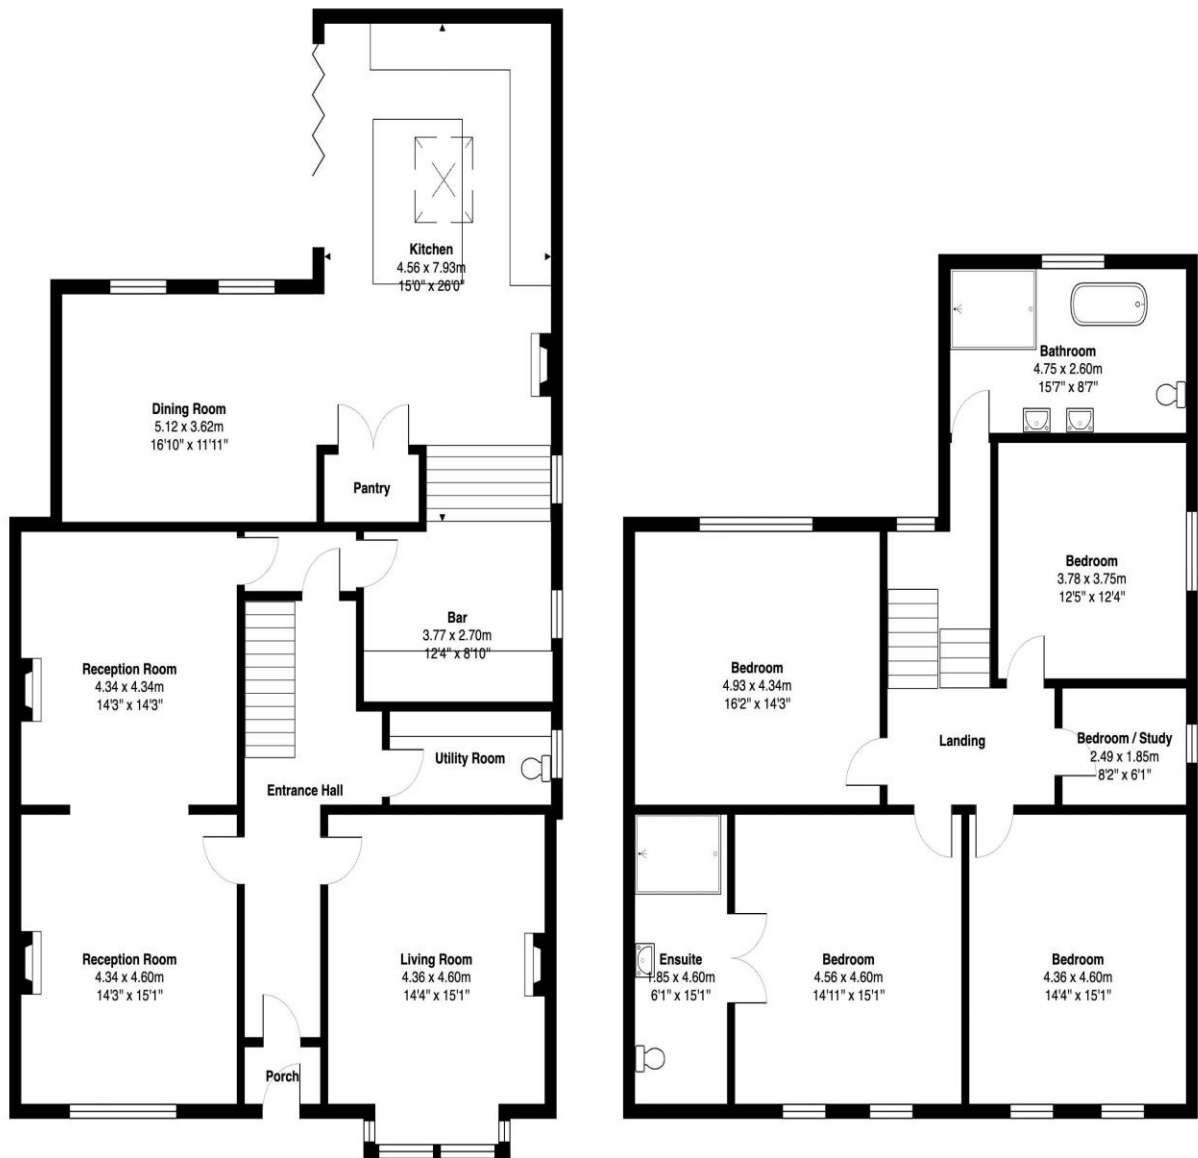 Kitchen
4.56 x 7.93m
15'0" x 26'0"
Dining Room
5.12 x 3.62m
16'10" x 11'11"
Pantry
Bar
3.77 x 2.70m
12'4" x 8'10"
Reception Room
4.34 x 4.34m
14'3" x 14'3"
Utility Room
Entrance Hall
Reception Room
4.34 x 4.60m
14'3" x 15'1"
Living Room
4.36 x 4.60m
14'4" x 15'1"
Porch
Bathroom
4.75 x 2.60m
15'7" x 8'7"
Bedroom
3.78 x 3.75m
12'5" x 12'4"
Bedroom
4.93 x 4.34m
16'2" x 14'3"
Landing
Bedroom / Study
2.49 x 1.85m
8'2" x 6'1"
Ensuite
1.85 x 4.60m
6'1" x 15'1"
Bedroom
4.56 x 4.60m
14'11" x 15'1"
Bedroom
4.36 x 4.60m
14'4" x 15'1"